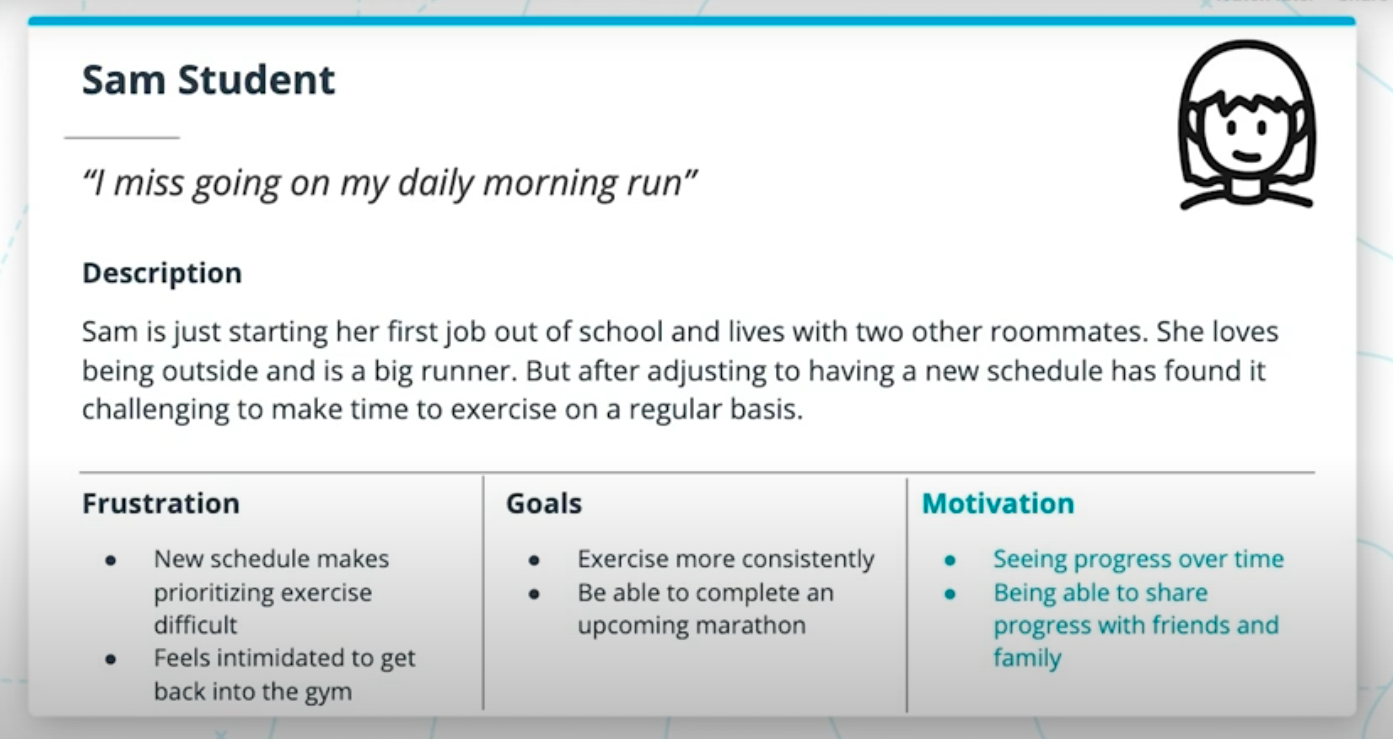 Sam Student
“I miss going on my daily morning run”
Description
Sam is just starting her first job out of school and lives with two other roommates. She loves
being outside and is a big runner. But after adjusting to having a new schedule has found it
challenging to make time to exercise on a regular basis.
Frustration
● New schedule makes
prioritizing exercise
difficult
● Feels intimidated to get
back into the gym
Goals
● Exercise more consistently
● Be able to complete an
upcoming marathon
Motivation
● Seeing progress over time
● Being able to share
progress with friends and
family